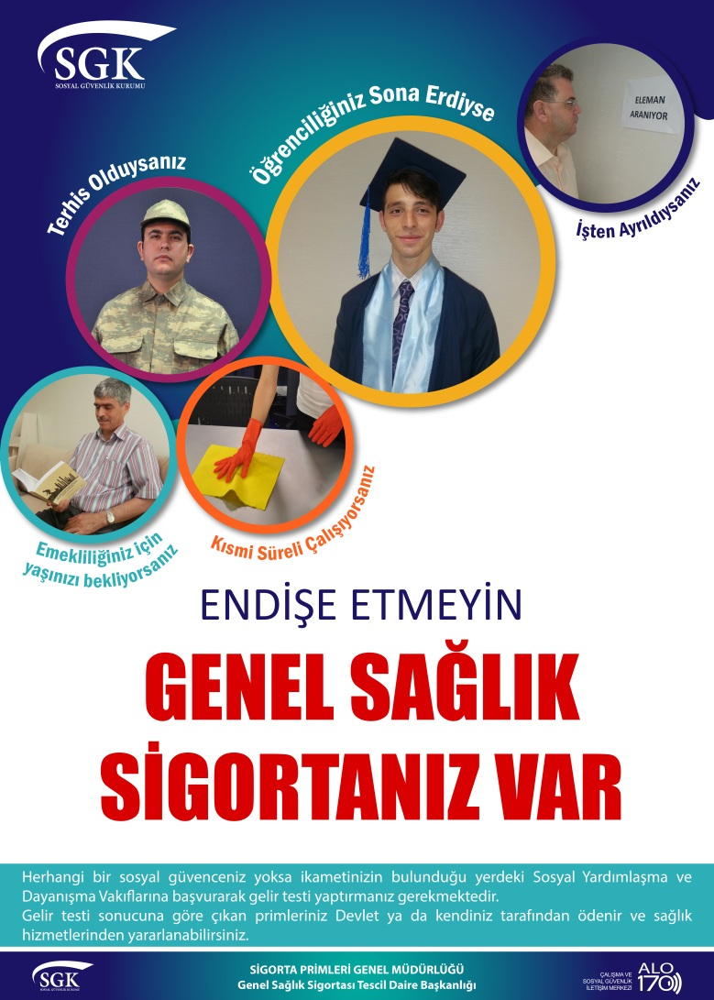 SGK
SOSYAL GÜVENLİK KURUMU
ELEMAN
ARANIYOR
Öğrenciliğiniz Sona Erdiyse
Terhis Olduysanız
İşten Ayrıldıysanız
Kısmi Süreli Çalışıyorsanız
Emekliliğiniz için
yaşınızı bekliyorsanız
ENDİŞE ETMEYİN
GENEL SAĞLIK
SİGORTANIZ VAR
Herhangi bir sosyal güvenceniz yoksa ikametinizin bulunduğu yerdeki Sosyal Yardımlaşma ve
Dayanışma Vakıflarına başvurarak gelir testi yaptırmanız gerekmektedir.
Gelir testi sonucuna göre çıkan primleriniz Devlet ya da kendiniz tarafından ödenir ve sağlık
hizmetlerinden yararlanabilirsiniz.
SGK
SOSYAL GÜVENLİK KURUMU
SİGORTA PRİMLERİ GENEL MÜDÜRLÜĞÜ
Genel Sağlık Sigortası Tescil Daire Başkanlığı
ÇALIŞMA VE
SOSYAL GÜVENLİK
İLETİŞİM MERKEZİ
ALO
170